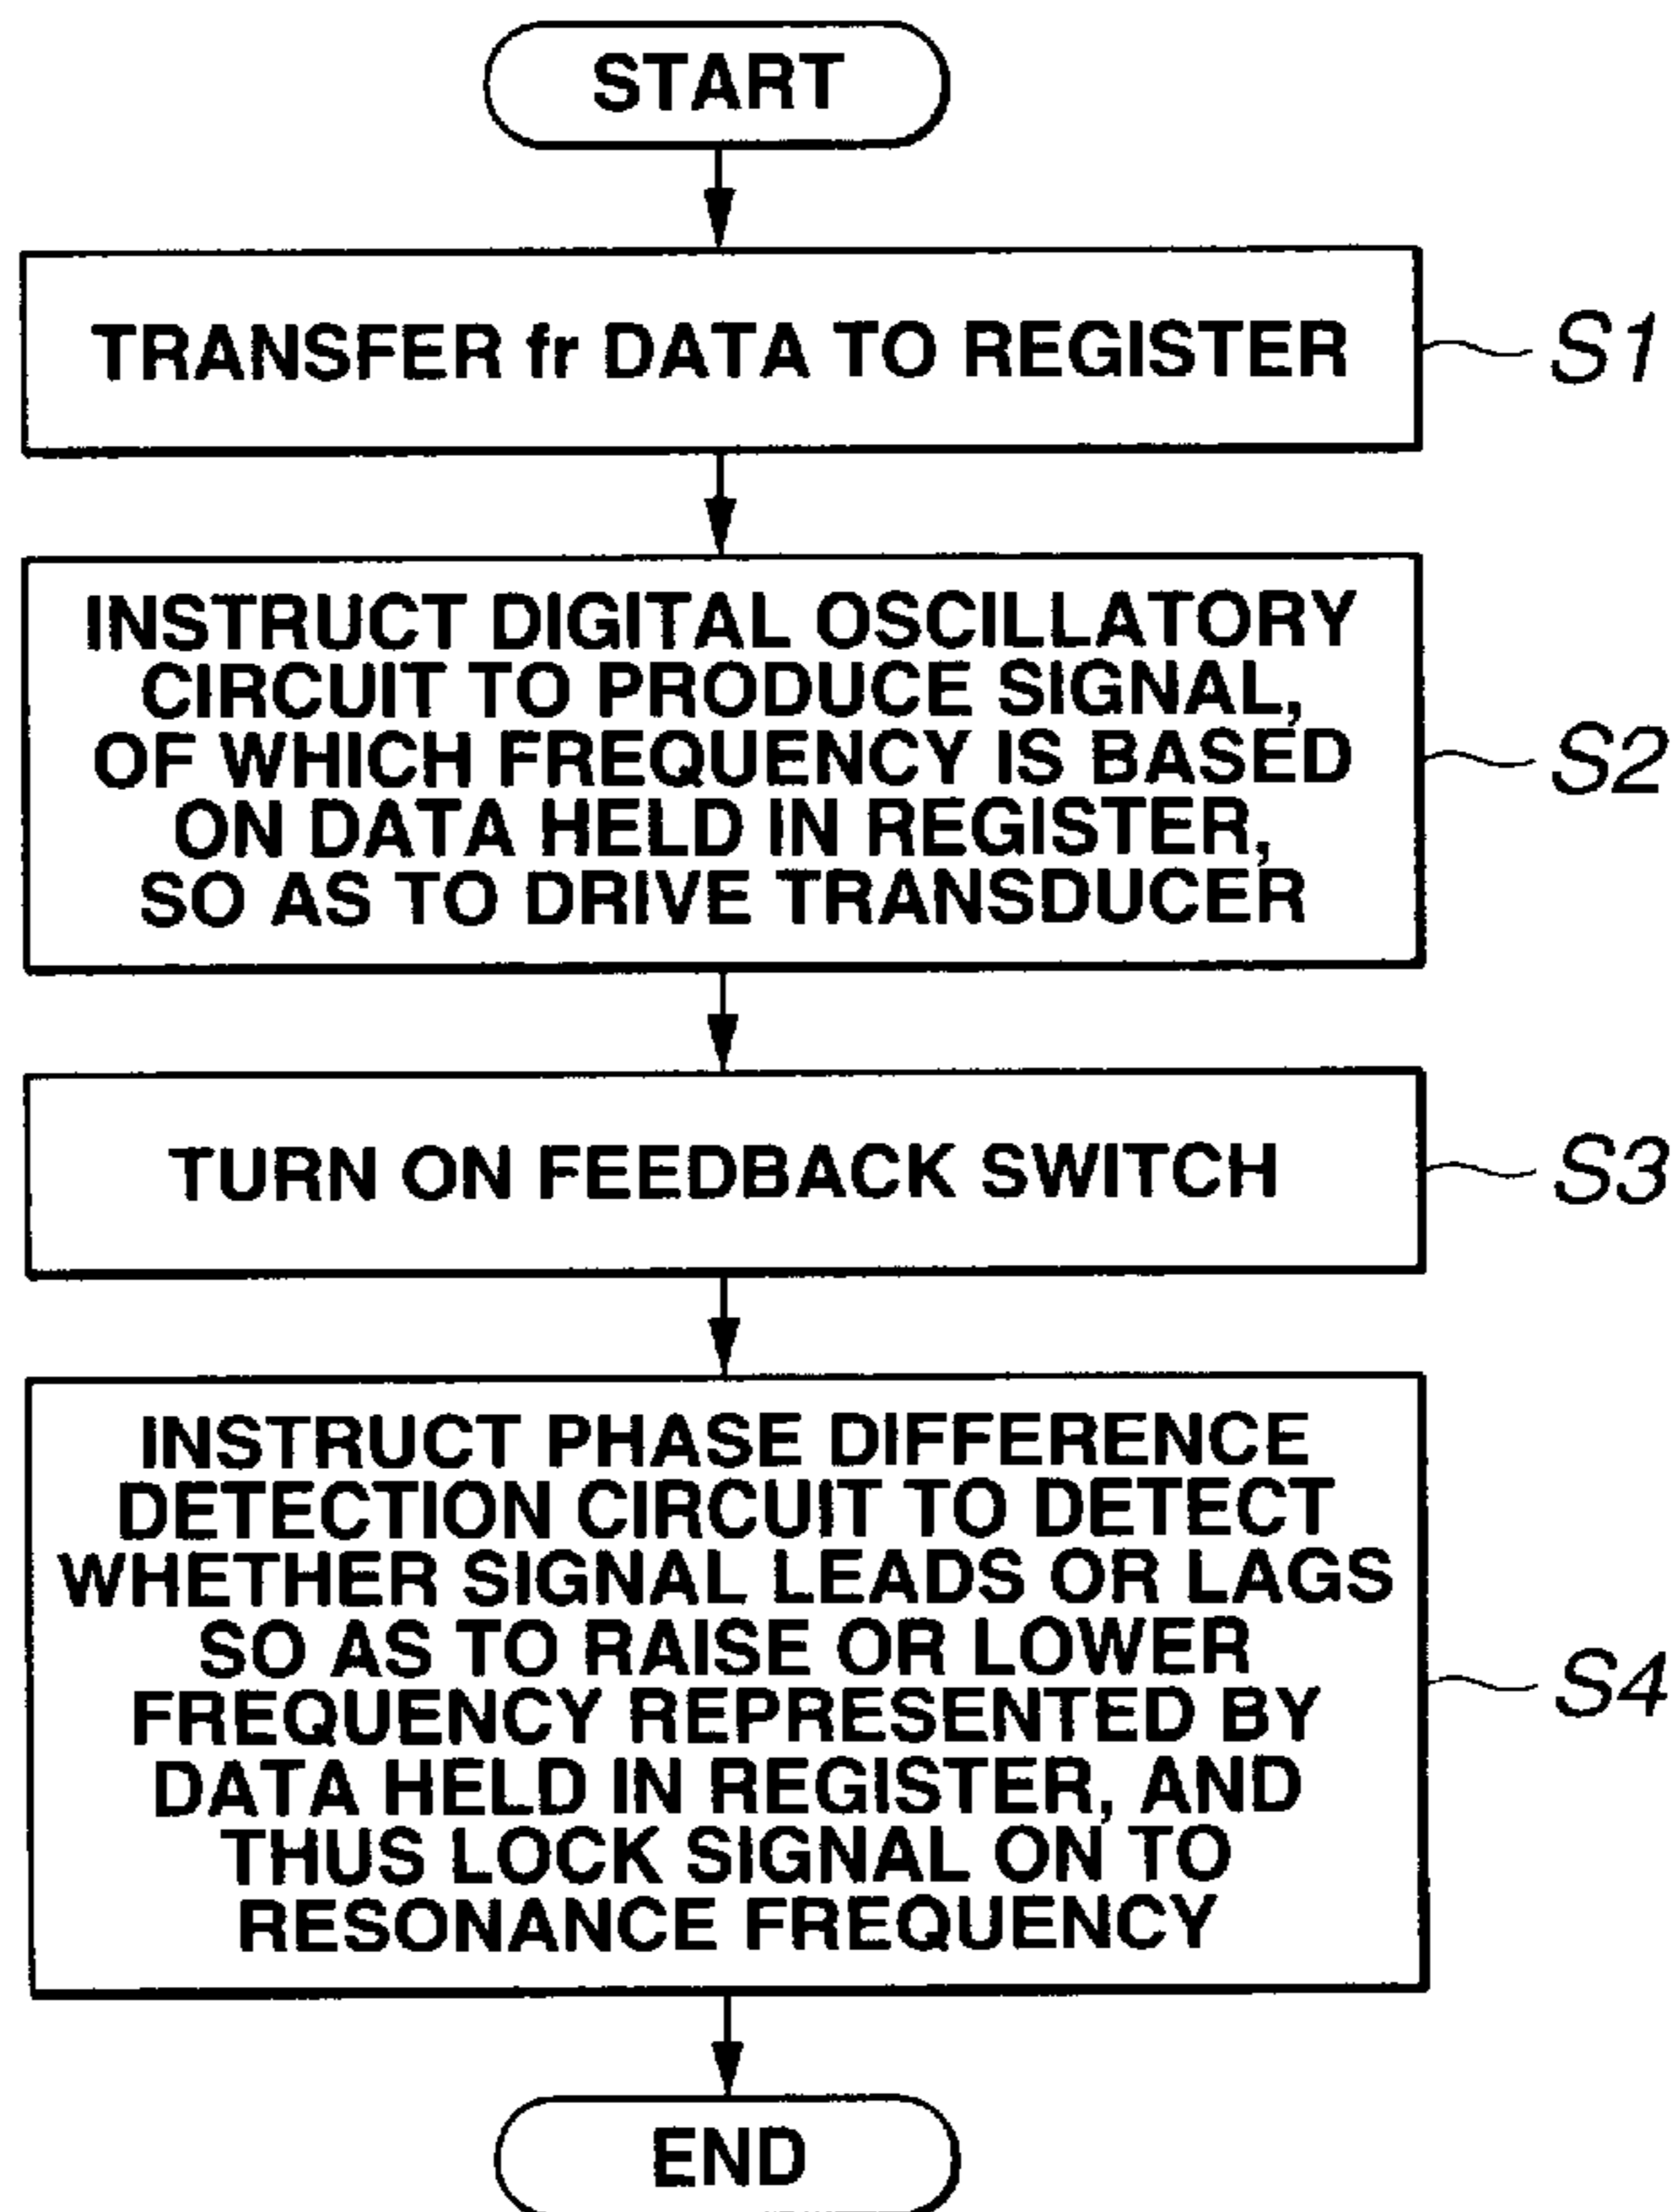 START
TRANSFER fr DATA TO REGISTER
S1
INSTRUCT DIGITAL OSCILLATORY
CIRCUIT TO PRODUCE SIGNAL,
OF WHICH FREQUENCY IS BASED
ON DATA HELD IN REGISTER,
SO AS TO DRIVE TRANSDUCER
S2
TURN ON FEEDBACK SWITCH
S3
INSTRUCT PHASE DIFFERENCE
DETECTION CIRCUIT TO DETECT
WHETHER SIGNAL LEADS OR LAGS
SO AS TO RAISE OR LOWER
FREQUENCY REPRESENTED BY
DATA HELD IN REGISTER, AND
THUS LOCK SIGNAL ON TO
RESONANCE FREQUENCY
S4
END